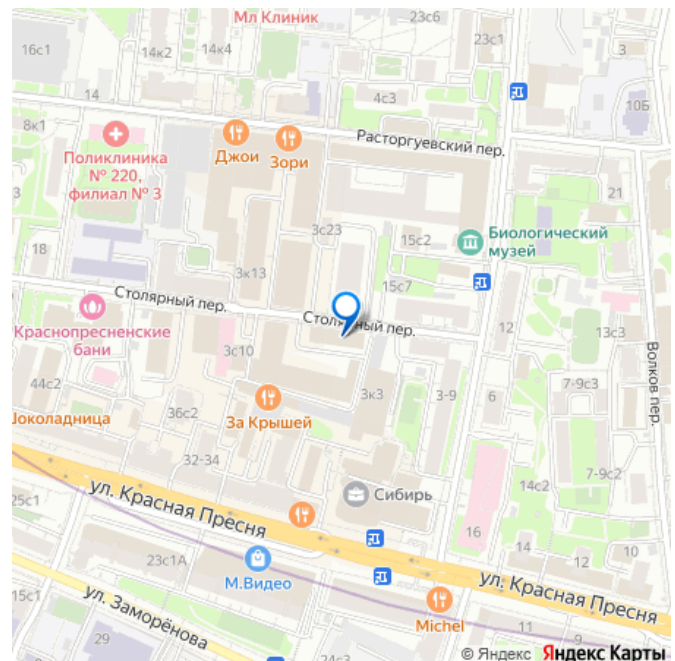 Мл Клиник
23с6
16с1
14к2
14к4
23с1
3
4с3
14
10Б
8к1
Расторгуевский пер.
Поликлиника
№ 220,
филиал № 3
Джои
Зори
21
3с23
Биологический
музей
15с2
18
3к13
15с7
Столярный пер.
Столярный пер.
Краснопресненские
бани
12
13с3
3с10
Волков пер.
44с2
3к3
3-9
6
7-9с3
Шоколадница
36с2
За Крышей
32-34
7-9с2
14с2
Сибирь
25с1
ул. Красная Пресня
16
14
12
10
23с1А
М.Видео
ул. Красная Пресня
15с1
ул. Заморёнова
Michel
11
9
29
24с3
© Яндекс Яндекс Карты